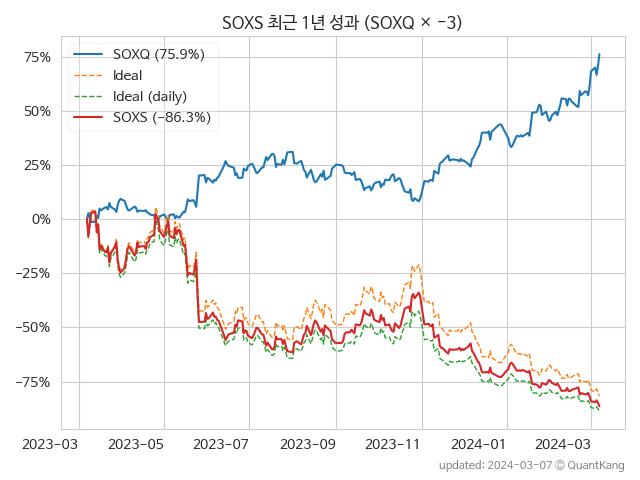 SOXS 최근 1년 성과 (SOXQ × −3)
SOXQ (75.9%)
Ideal
Ideal (daily)
SOXS (−86.3%)
75%
50%
25%
0%
−25%
−50%
−75%
2023−03 2023−05 2023−07 2023−09 2023−11 2024−01 2024−03
updated: 2024−03−07 © QuantKang